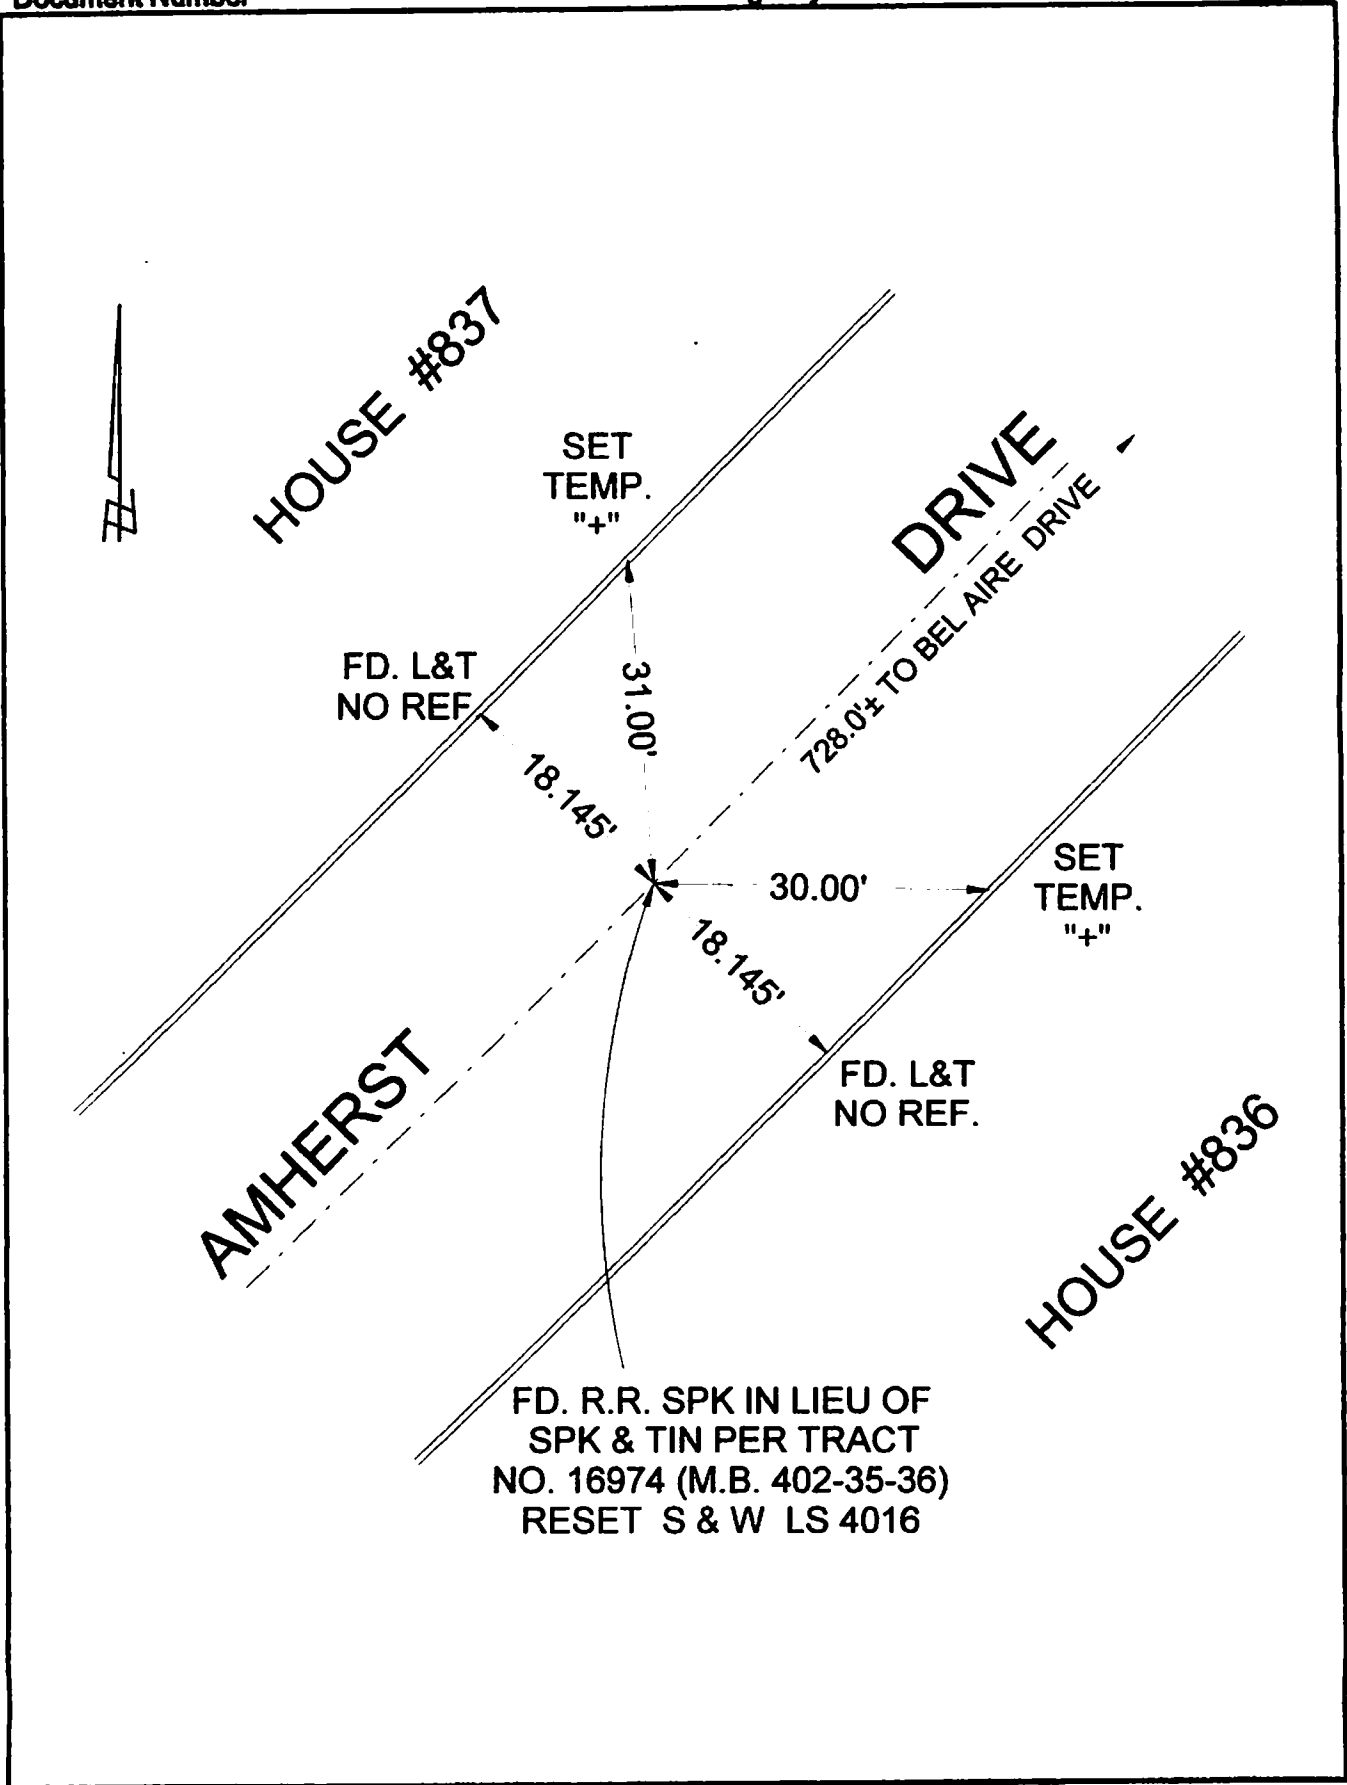 Document Number
HOUSE #837
SET
TEMP.
"+"
DRIVE
728.0'± TO BEL AIRE DRIVE
FD. L&T
NO REF.
31.00'
18.145'
30.00'
SET
TEMP.
"+"
18.145'
FD. L&T
NO REF.
AMHERST
HOUSE #836
FD. R.R. SPK IN LIEU OF
SPK & TIN PER TRACT
NO. 16974 (M.B. 402-35-36)
RESET S & W LS 4016